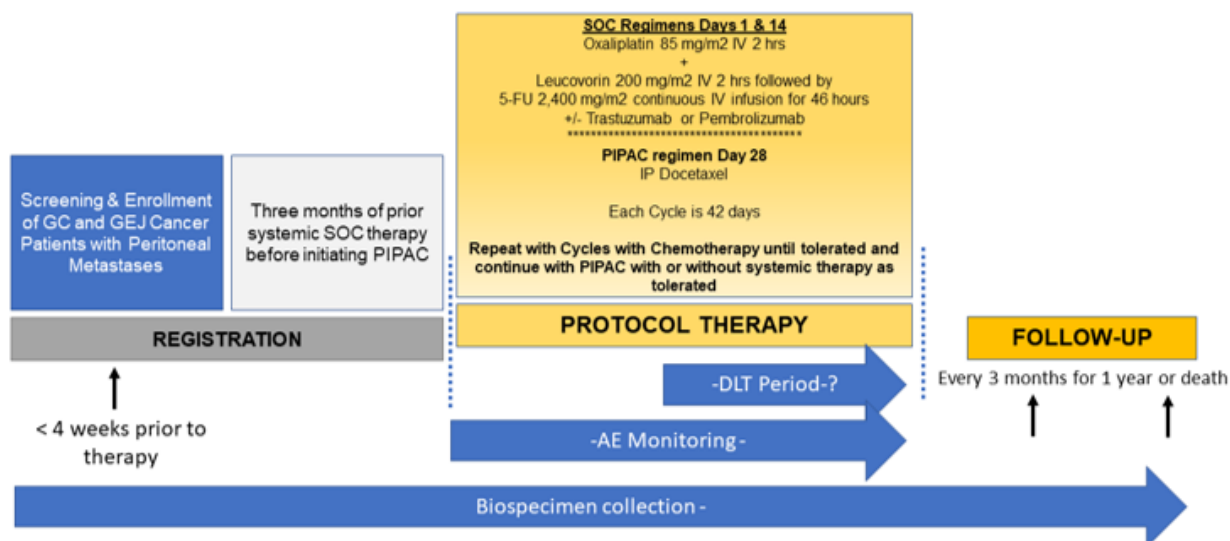 SOC Regimens Days 1 & 14
Oxaliplatin 85 mg/m2 IV 2 hrs
+
Leucovorin 200 mg/m2 IV 2 hrs followed by
5-FU 2,400 mg/m2 continuous IV infusion for 46 hours
+/- Trastuzumab or Pembrolizumab
******************************************
PIPAC regimen Day 28
IP Docetaxel
Each Cycle is 42 days
Repeat with Cycles with Chemotherapy until tolerated and
continue with PIPAC with or without systemic therapy as
tolerated
Screening & Enrollment
of GC and GEJ Cancer
Patients with Peritoneal
Metastases
Three months of prior
systemic SOC therapy
before initiating PIPAC
REGISTRATION
PROTOCOL THERAPY
FOLLOW-UP
-DLT Period-?
Every 3 months for 1 year or death
< 4 weeks prior to
therapy
-AE Monitoring -
Biospecimen collection -